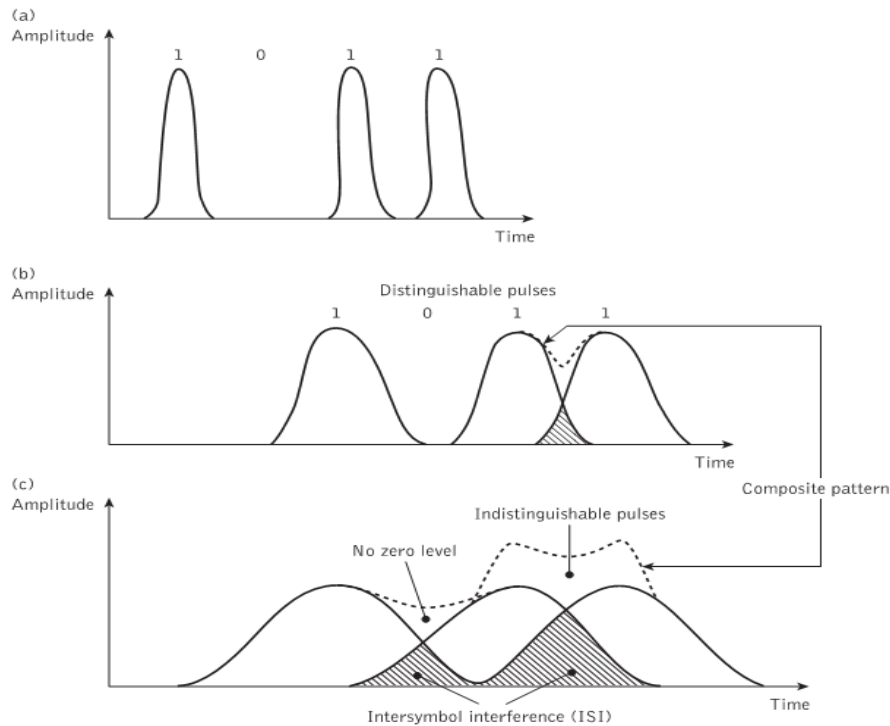 (a)
Amplitude
1 0 1 1
Time
(b)
Amplitude
Distinguishable pulses
1 0 1 1
Time
Composite pattern
(c)
Amplitude
Indistinguishable pulses
No zero level
Time
Intersymbol interference (ISI)